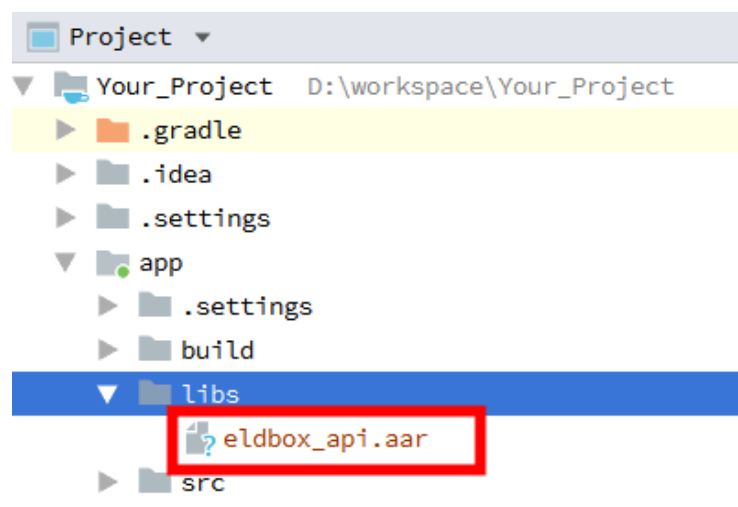 Project
Your_Project D:\workspace\Your_Project
.gradle
.idea
.settings
app
.settings
build
libs
eldbox_api.aar
src